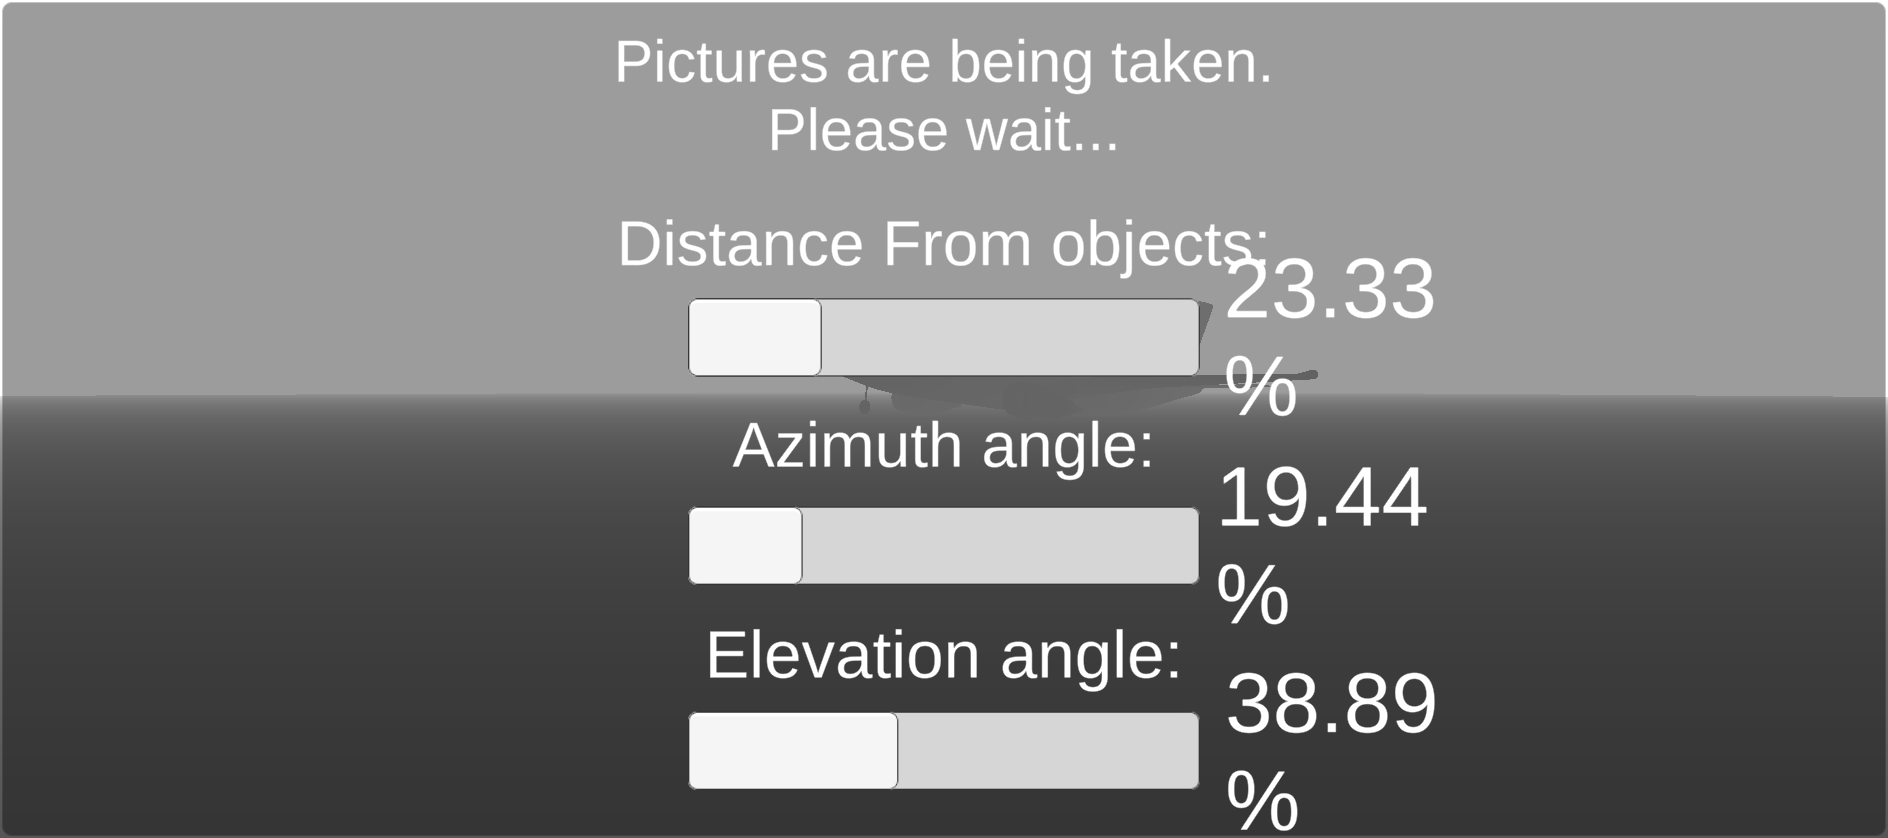 Pictures are being taken.
Please wait...
Distance From objects:
23.33
%
Azimuth angle:
19.44
%
Elevation angle:
38.89
%